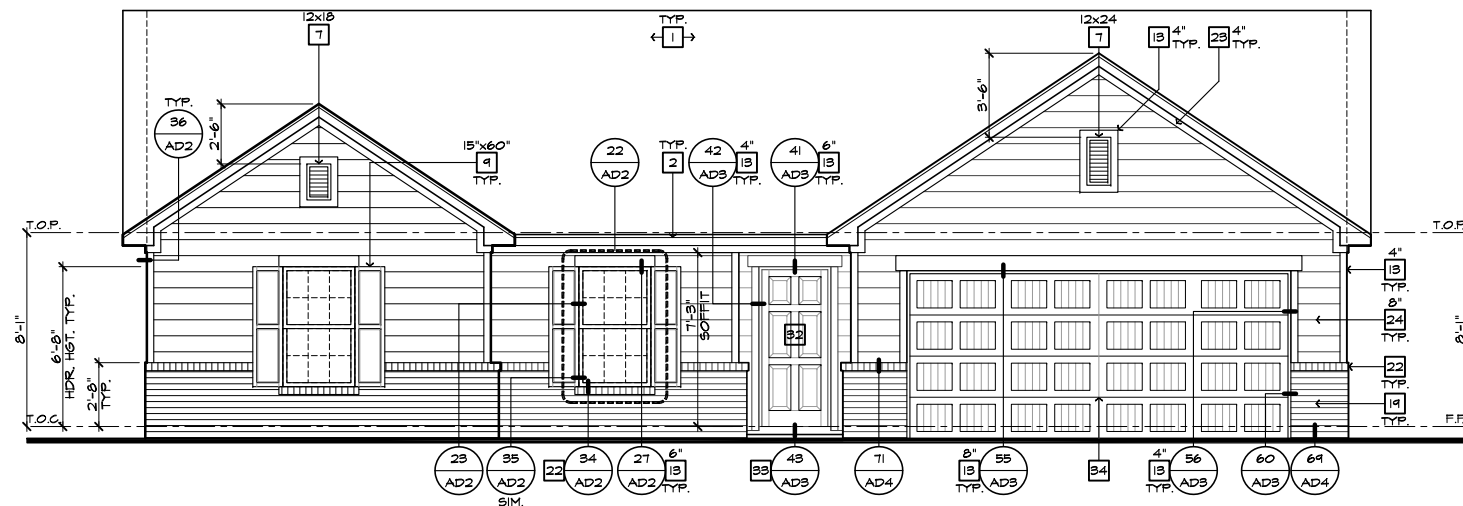 12x18
7
TYP.
1
12x24
7
13 4"
TYP.
23 4"
TYP.
TYP.
36
AD2
2'-6"
15"x60"
9
TYP.
22
AD2
TYP.
2
42
AD3
4"
13
TYP.
41
AD3
6"
13
TYP.
3'-6"
T.O.P.
T.O.P.
8'-1"
6'-8"
HDR. HGT. TYP.
2'-8"
TYP.
7'-3"
SOFFIT
32
4"
13
TYP.
8"
24
TYP.
8'-1"
22
TYP.
19
TYP.
T.O.C.
F.F.
23
AD2
35
AD2
SIM.
22
34
AD2
27
AD2
6"
13
TYP.
33
43
AD3
71
AD4
8"
13
TYP.
55
AD3
34
4"
13
TYP.
56
AD3
60
AD3
69
AD4